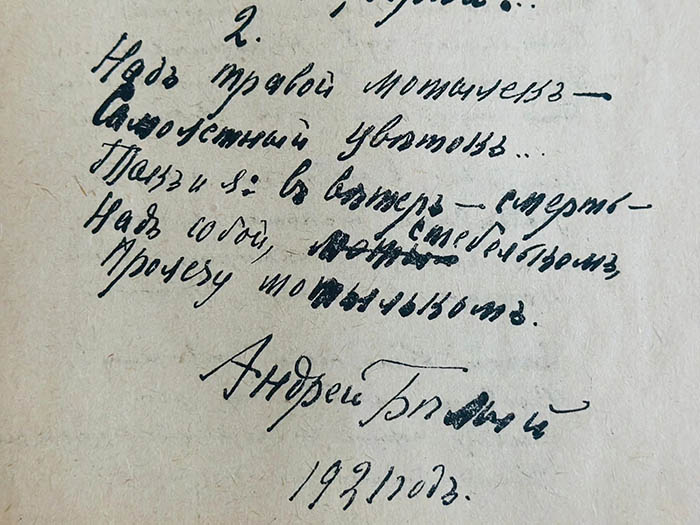 2.
Надъ травой мотылекъ —
Самолетный цвѣтокъ...
Такъ и я: въ вѣтеръ — смерть —
Надъ собой, стебелькомъ,
Пролечу мотылькомъ.
Андрей Бѣлый
1921 годъ.